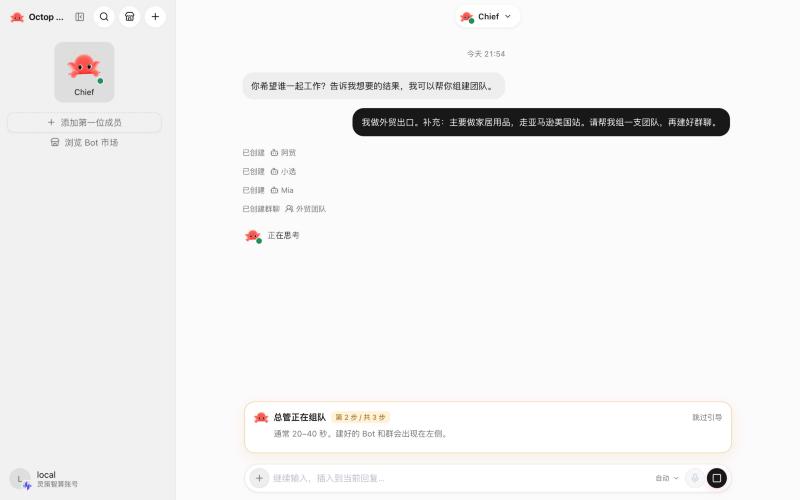 Octop ...
Chief
添加第一位成员
浏览 Bot 市场
Chief
今天 21:54
你希望谁一起工作？告诉我想要的结果，我可以帮你组建团队。
我做外贸出口。补充：主要做家居用品，走亚马逊美国站。请帮我组一支团队，再建好群聊。
已创建 阿贸
已创建 小选
已创建 Mia
已创建群聊 外贸团队
正在思考
总管正在组队 第 2 步 / 共 3 步 跳过引导
通常 20–40 秒。建好的 Bot 和群会出现在左侧。
继续输入，插入到当前回复... 自动
L local
灵策智算账号